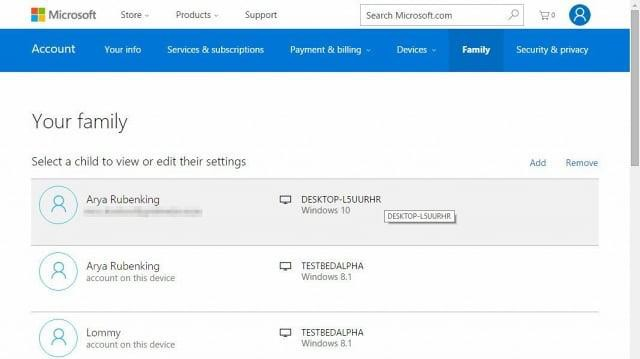 Microsoft Store Products Support Search Microsoft.com 0
Account Your info Services & subscriptions Payment & billing Devices Family Security & privacy
Your family
Select a child to view or edit their settings Add Remove
Arya Rubenking DESKTOP-L5UURHR
Windows 10
DESKTOP-L5UURHR
Arya Rubenking TESTBEDALPHA
account on this device Windows 8.1
Lommy TESTBEDALPHA
account on this device Windows 8.1